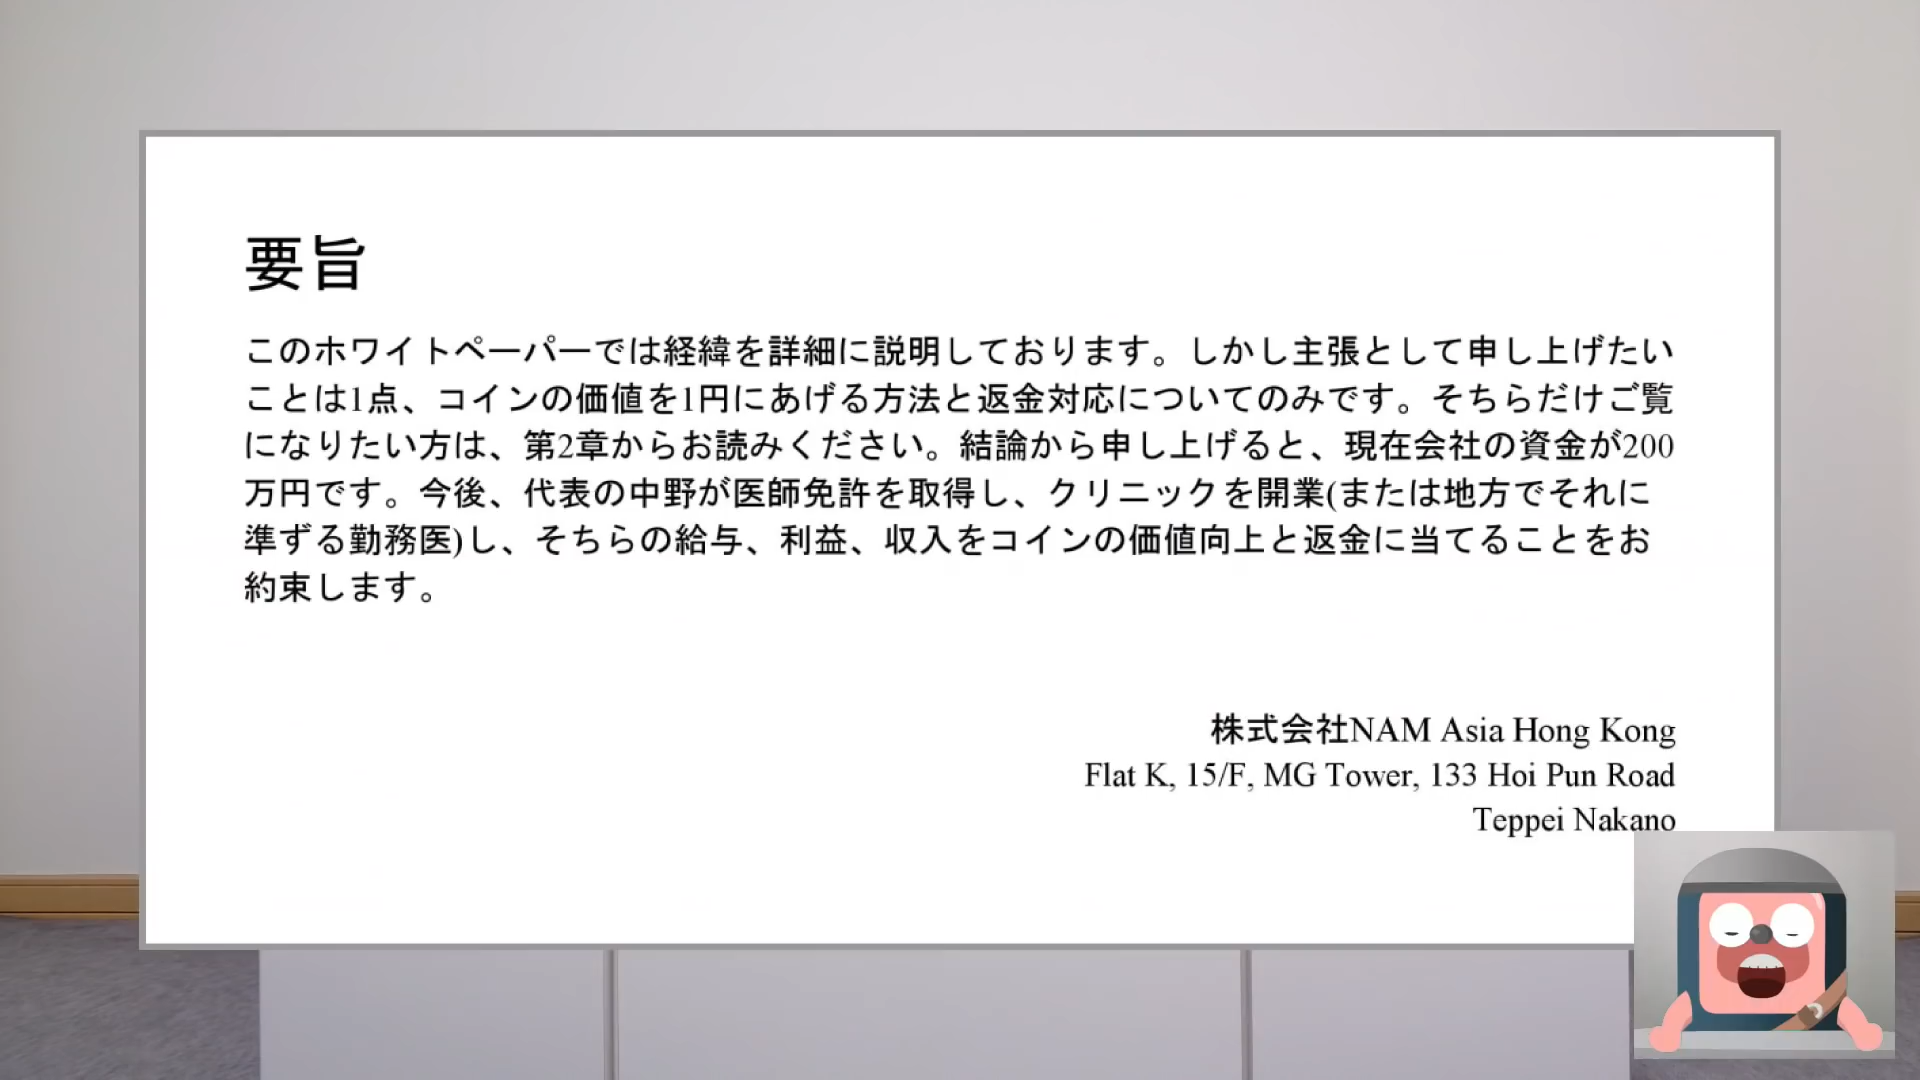 要旨
このホワイトペーパーでは経緯を詳細に説明しております。しかし主張として申し上げたい
ことは1点、コインの価値を1円にあげる方法と返金対応についてのみです。そちらだけご覧
になりたい方は、第2章からお読みください。結論から申し上げると、現在会社の資金が200
万円です。今後、代表の中野が医師免許を取得し、クリニックを開業(または地方でそれに
準ずる勤務医)し、そちらの給与、利益、収入をコインの価値向上と返金に当てることをお
約束します。
株式会社NAM Asia Hong Kong
Flat K, 15/F, MG Tower, 133 Hoi Pun Road
Teppei Nakano